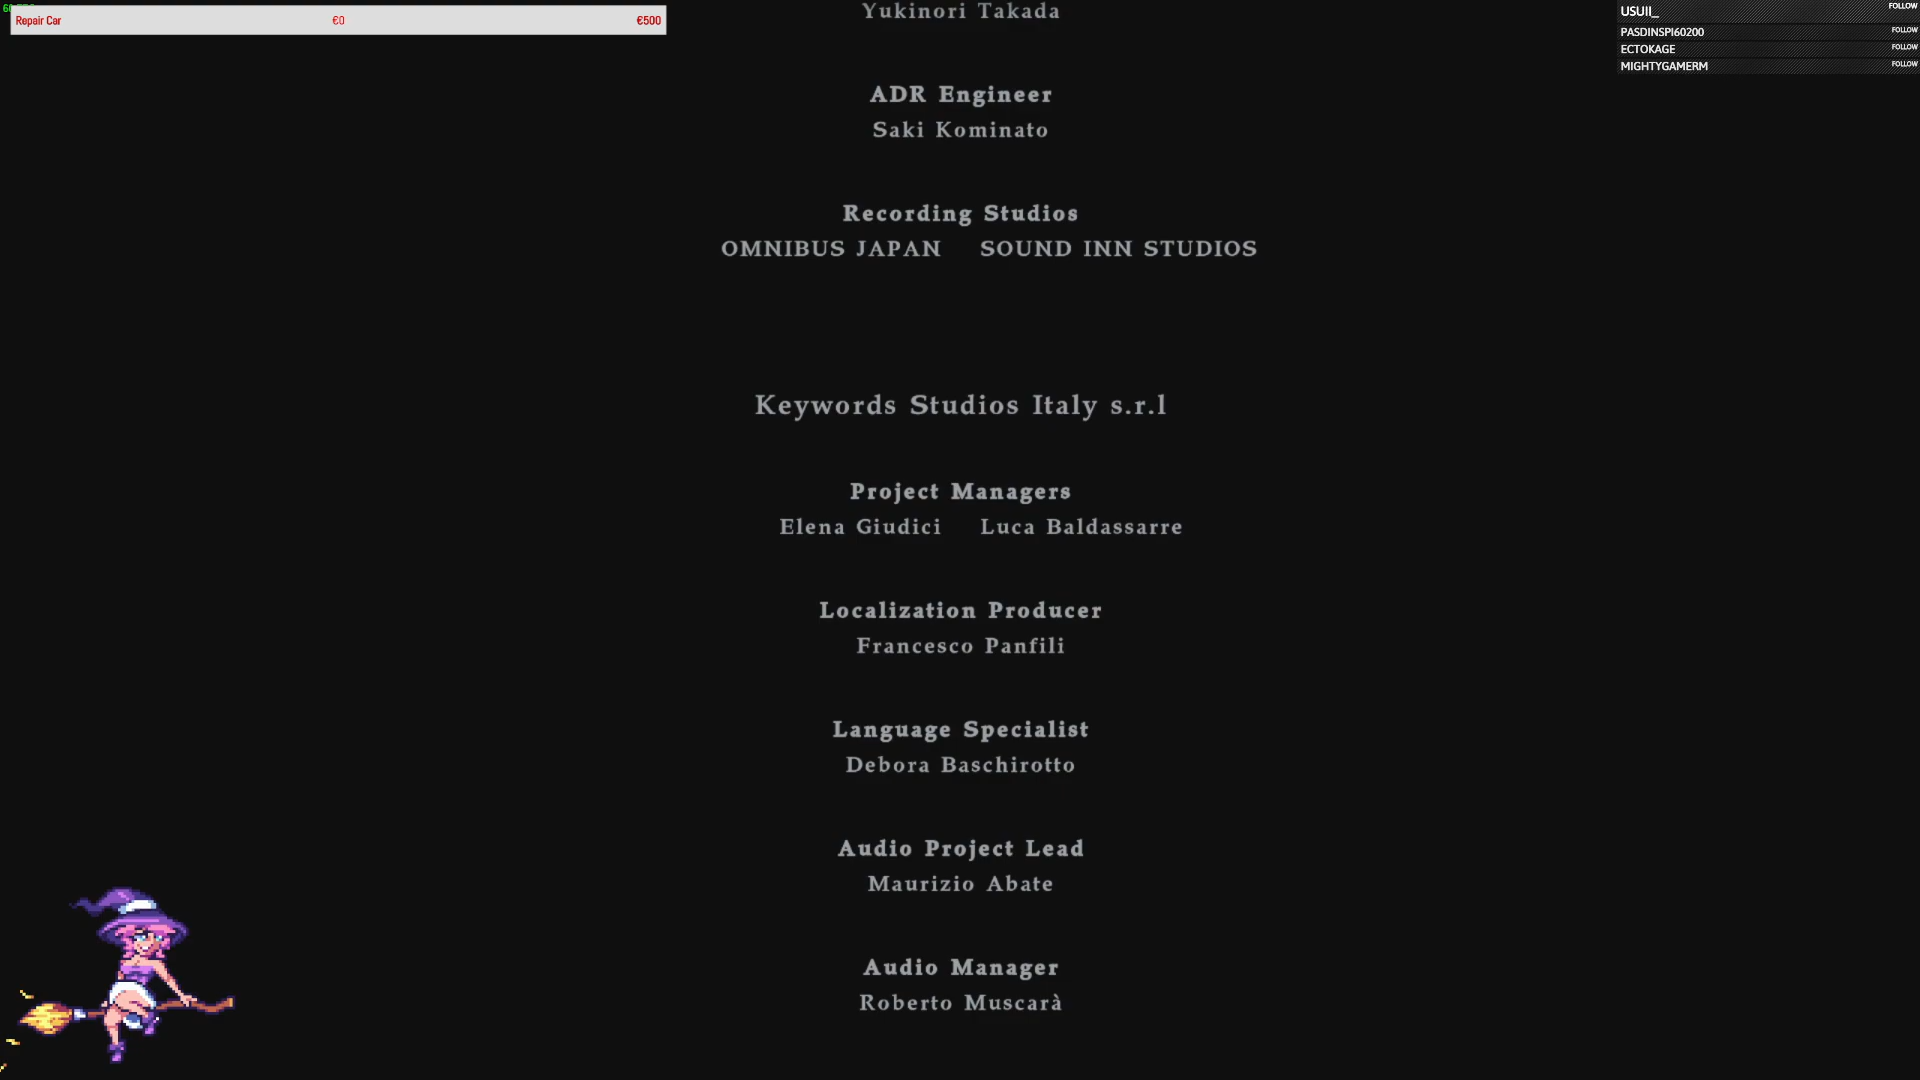 Repair Car €0 €500
USUII_ FOLLOW
PASDINSPI60200 FOLLOW
ECTOKAGE FOLLOW
MIGHTYGAMERM FOLLOW
Yukinori Takada
ADR Engineer
Saki Kominato
Recording Studios
OMNIBUS JAPAN SOUND INN STUDIOS
Keywords Studios Italy s.r.l
Project Managers
Elena Giudici Luca Baldassarre
Localization Producer
Francesco Panfili
Language Specialist
Debora Baschirotto
Audio Project Lead
Maurizio Abate
Audio Manager
Roberto Muscarà